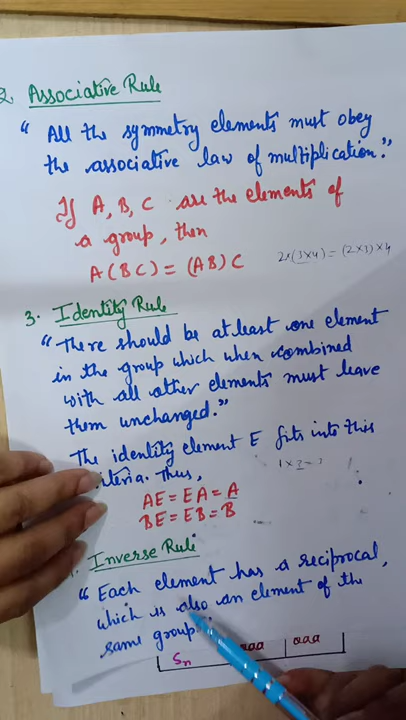 2. Associative Rule
" All the symmetry elements must obey
the associative law of multiplication."
If A, B, C are the elements of
a group, then
A(BC) = (AB) C
2×(3×4) = (2×3)×4
3. Identity Rule
"There should be atleast one element
in the group which when combined
with all other elements must leave
them unchanged."
The identity element E fits into this
criteria. Thus,
1×2=
AE = EA = A
BE = EB = B
Inverse Rule
" Each element has a reciprocal,
which is also an element of the
same group.
Sn